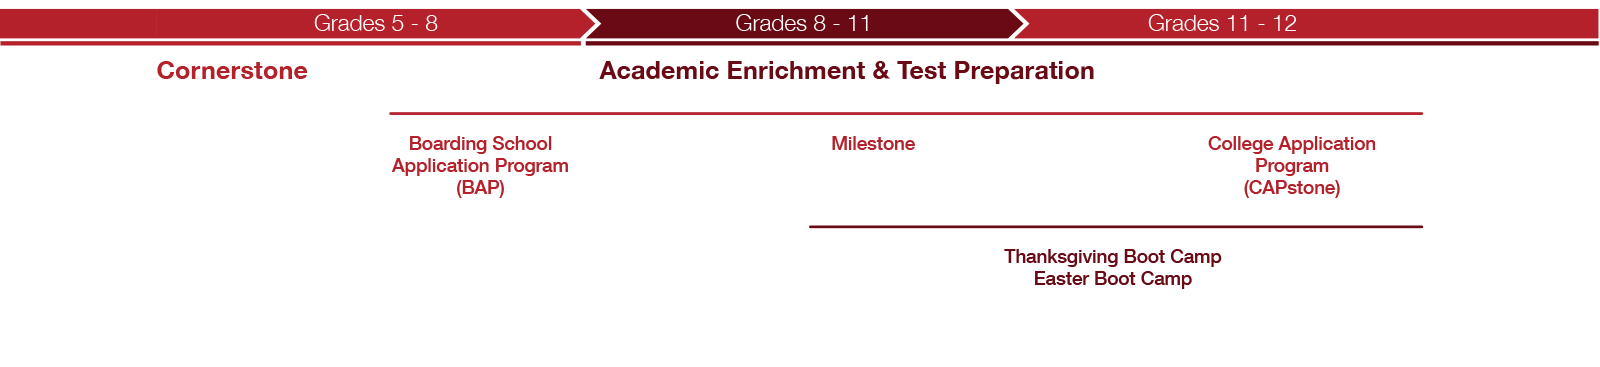 Grades 5 - 8
Grades 8 - 11
Grades 11 - 12
Cornerstone
Academic Enrichment & Test Preparation
Boarding School
Application Program
(BAP)
Milestone
College Application
Program
(CAPstone)
Thanksgiving Boot Camp
Easter Boot Camp